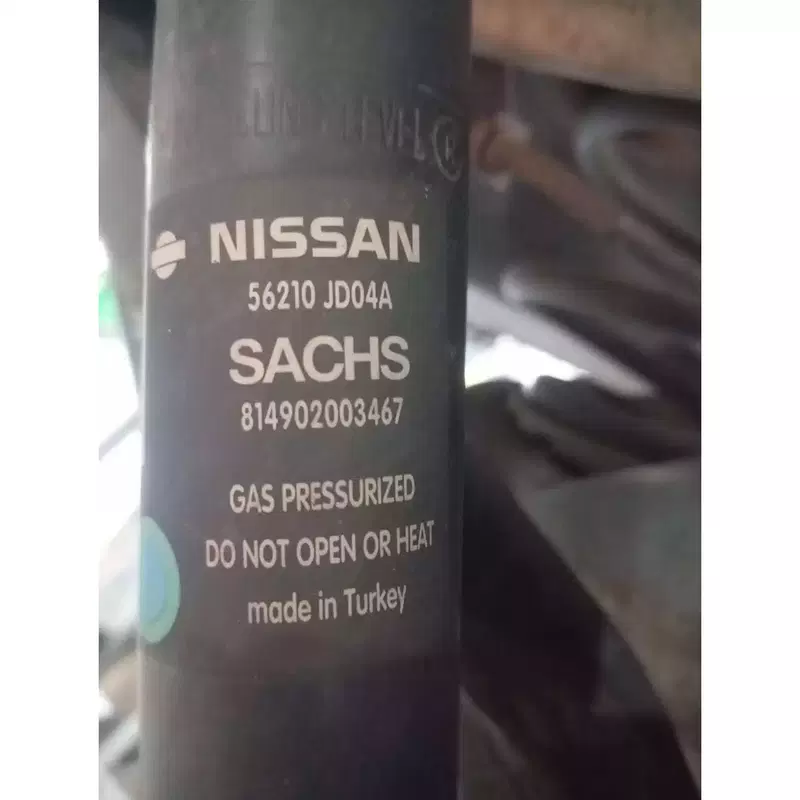 NISSAN
56210 JD04A
SACHS
814902003467
GAS PRESSURIZED
DO NOT OPEN OR HEAT
made in Turkey